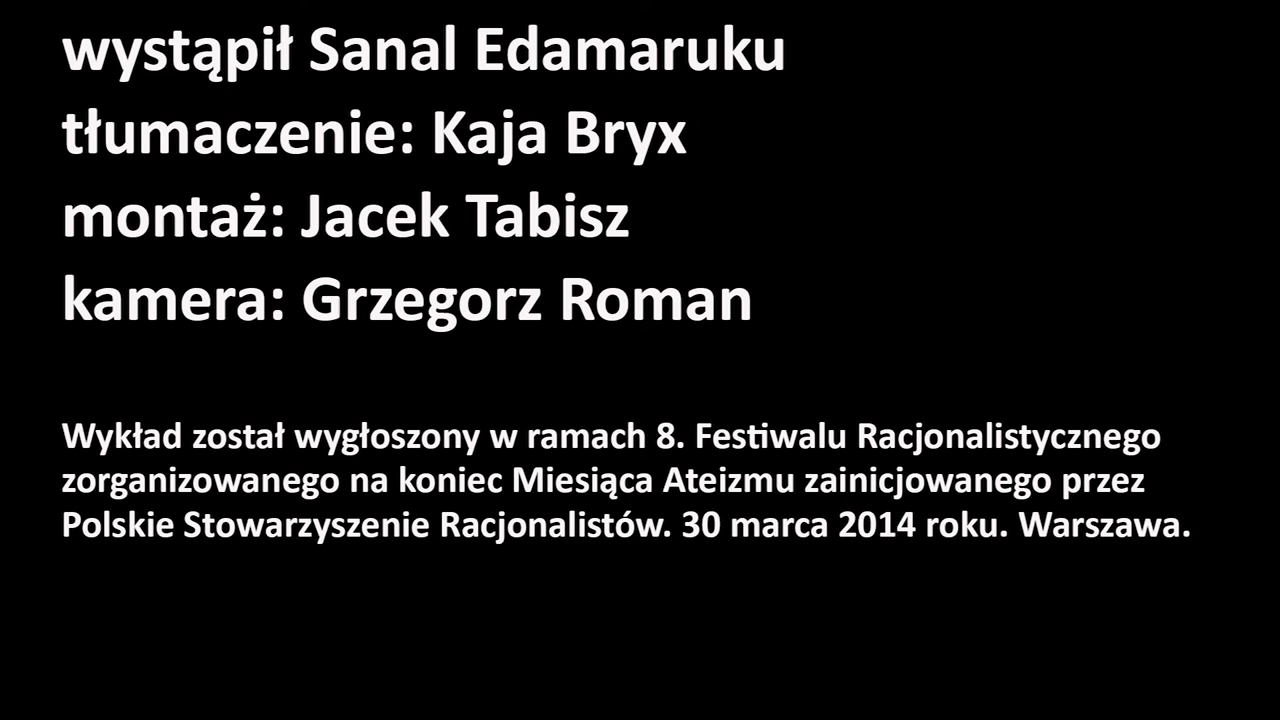 wystąpił Sanal Edamaruku
tłumaczenie: Kaja Bryx
montaż: Jacek Tabisz
kamera: Grzegorz Roman
Wykład został wygłoszony w ramach 8. Festiwalu Racjonalistycznego
zorganizowanego na koniec Miesiąca Ateizmu zainicjowanego przez
Polskie Stowarzyszenie Racjonalistów. 30 marca 2014 roku. Warszawa.